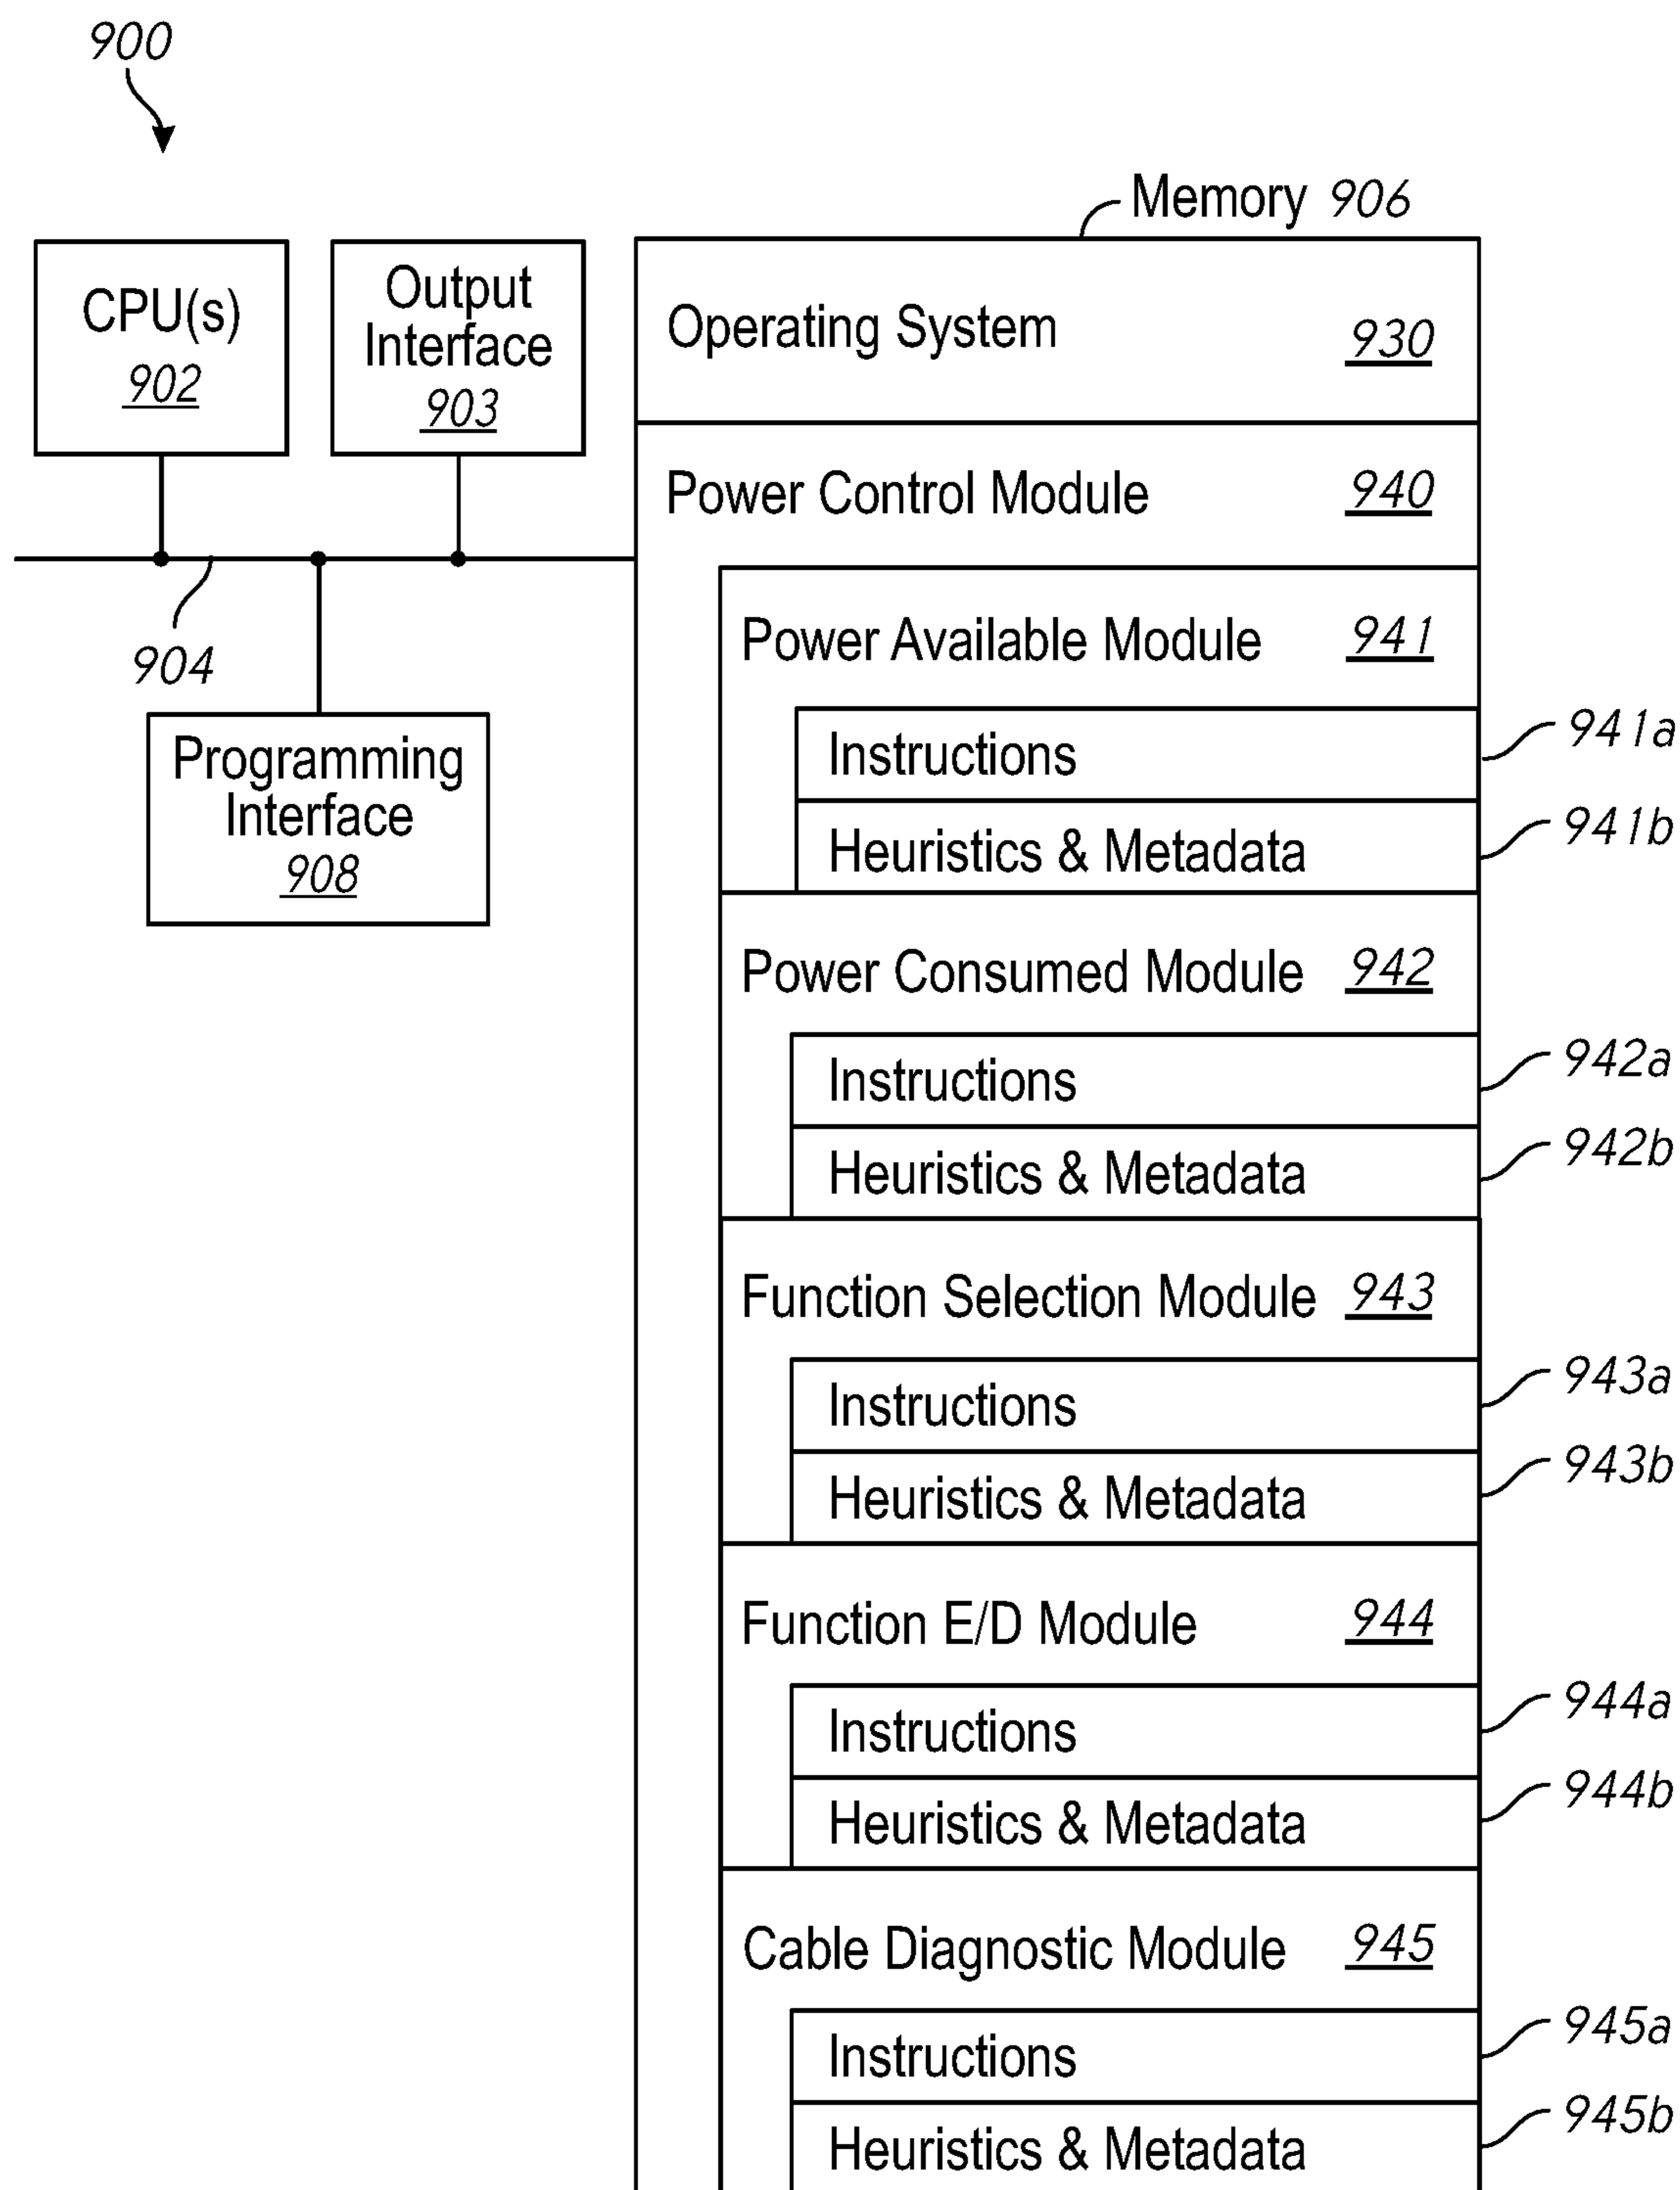 900
Memory 906
CPU(s)
902
Output
Interface
903
904
Programming
Interface
908
Operating System 930
Power Control Module 940
Power Available Module 941
Instructions 941a
Heuristics & Metadata 941b
Power Consumed Module 942
Instructions 942a
Heuristics & Metadata 942b
Function Selection Module 943
Instructions 943a
Heuristics & Metadata 943b
Function E/D Module 944
Instructions 944a
Heuristics & Metadata 944b
Cable Diagnostic Module 945
Instructions 945a
Heuristics & Metadata 945b